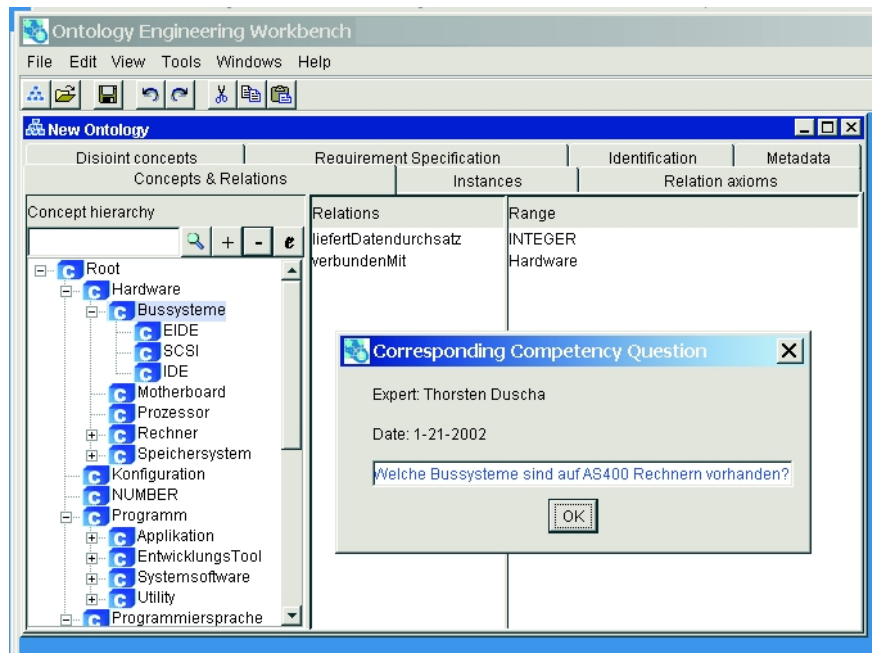 Ontology Engineering Workbench
File Edit View Tools Windows Help
New Ontology
Disjoint concepts Requirement Specification Identification Metadata
Concepts & Relations Instances Relation axioms
Concept hierarchy
+ - e
Root
Hardware
Bussysteme
EIDE
SCSI
IDE
Motherboard
Prozessor
Rechner
Speichersystem
Konfiguration
NUMBER
Programm
Applikation
EntwicklungsTool
Systemsoftware
Utility
Programmiersprache
Relations Range
liefertDatendurchsatz INTEGER
verbundenMit Hardware
Corresponding Competency Question
Expert: Thorsten Duscha
Date: 1-21-2002
Welche Bussysteme sind auf AS400 Rechnern vorhanden?
OK